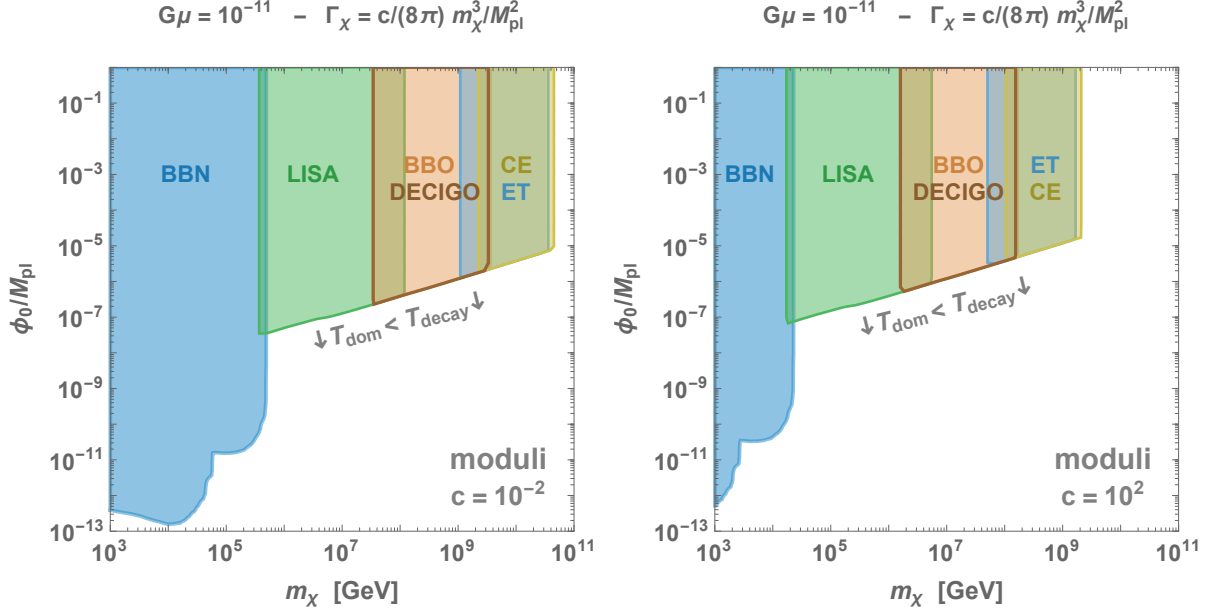 Gμ = 10⁻¹¹ – Γ_χ = c/(8π) m_χ³/M_pl²
10⁻¹
10⁻³
10⁻⁵
10⁻⁷
10⁻⁹
10⁻¹¹
10⁻¹³
ϕ₀/M_pl
BBN
LISA
BBO
DECIGO
CE
ET
↓ T_dom < T_decay ↓
moduli
c = 10⁻²
10³
10⁵
10⁷
10⁹
10¹¹
m_χ [GeV]
Gμ = 10⁻¹¹ – Γ_χ = c/(8π) m_χ³/M_pl²
10⁻¹
10⁻³
10⁻⁵
10⁻⁷
10⁻⁹
10⁻¹¹
10⁻¹³
ϕ₀/M_pl
BBN
LISA
BBO
DECIGO
ET
CE
↓ T_dom < T_decay ↓
moduli
c = 10²
10³
10⁵
10⁷
10⁹
10¹¹
m_χ [GeV]